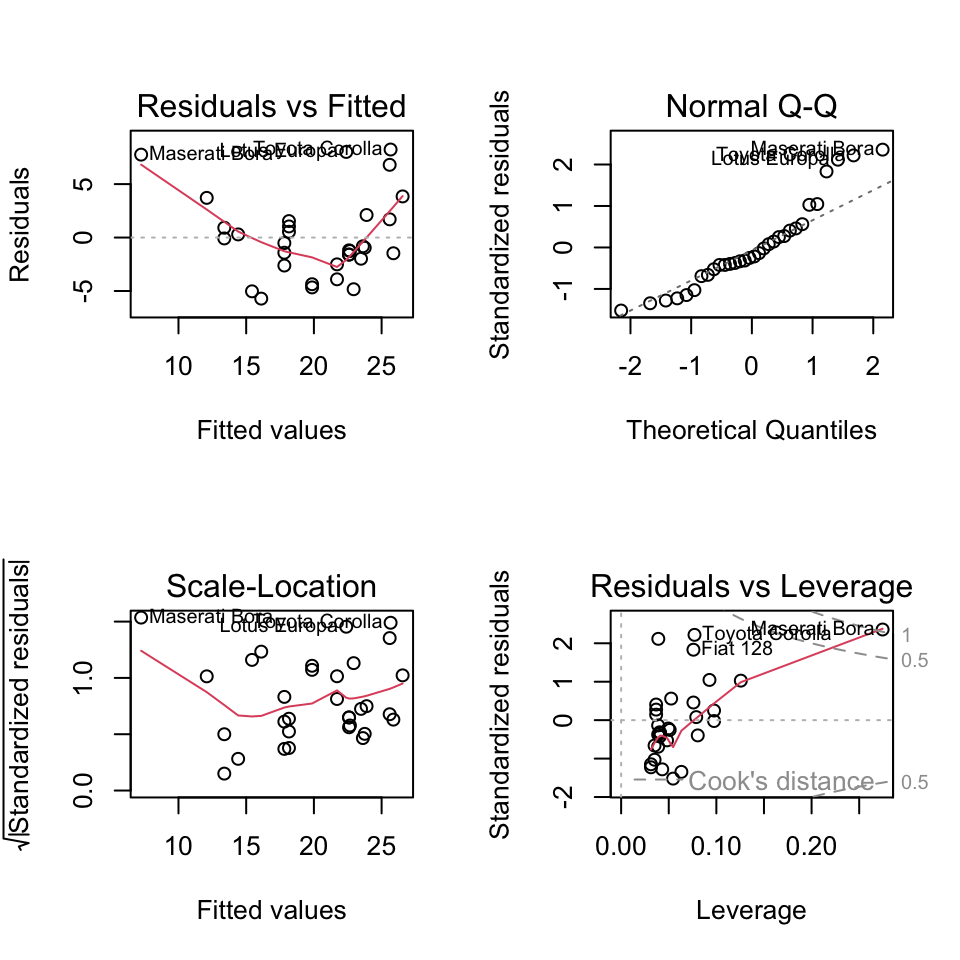 Residuals vs Fitted
Residuals
5
0
-5
Maserati Bora
Lotus Europa
Toyota Corolla
10 15 20 25
Fitted values
Normal Q-Q
Standardized residuals
2
1
0
-1
Maserati Bora
Toyota Corolla
Lotus Europa
-2 -1 0 1 2
Theoretical Quantiles
Scale-Location
√|Standardized residuals|
1.0
0.0
Maserati Bora
Toyota Corolla
Lotus Europa
10 15 20 25
Fitted values
Residuals vs Leverage
Standardized residuals
2
1
0
-2
Maserati Bora
Toyota Corolla
Fiat 128
1
0.5
Cook's distance
0.5
0.00 0.10 0.20
Leverage